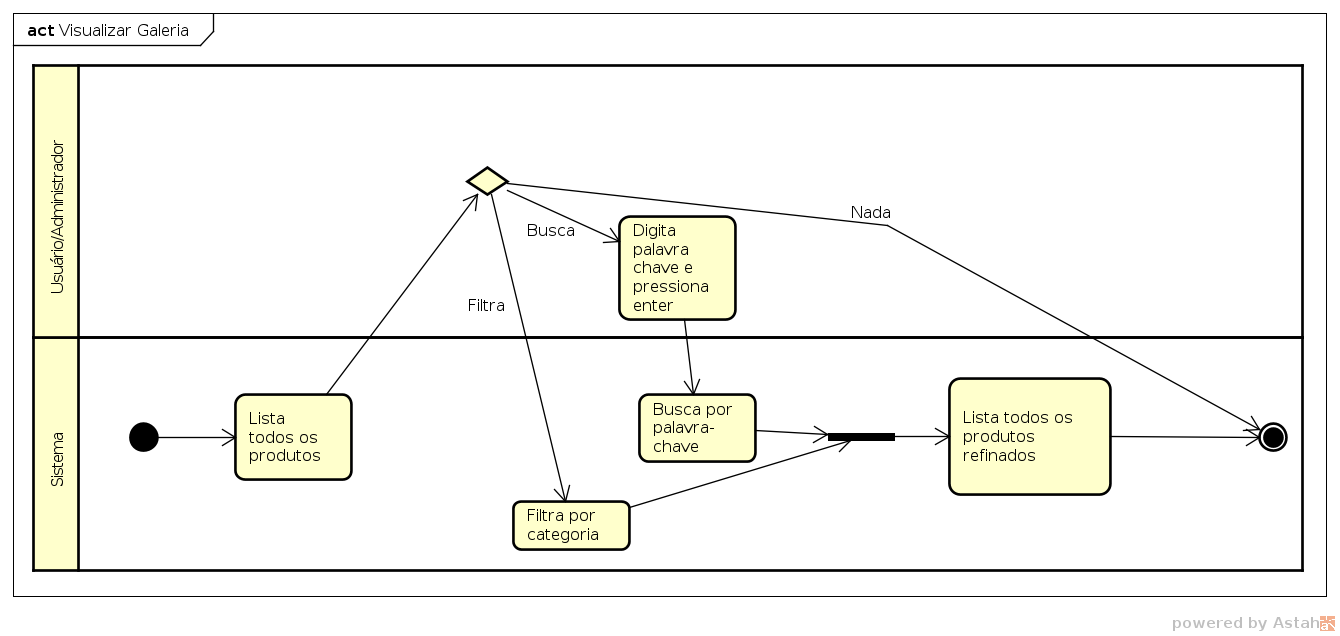 act Visualizar Galeria
Usuário/Administrador
Nada
Busca
Digita
palavra
chave e
pressiona
enter
Filtra
Sistema
Lista
todos os
produtos
Busca por
palavra-
chave
Lista todos os
produtos
refinados
Filtra por
categoria
powered by Astah